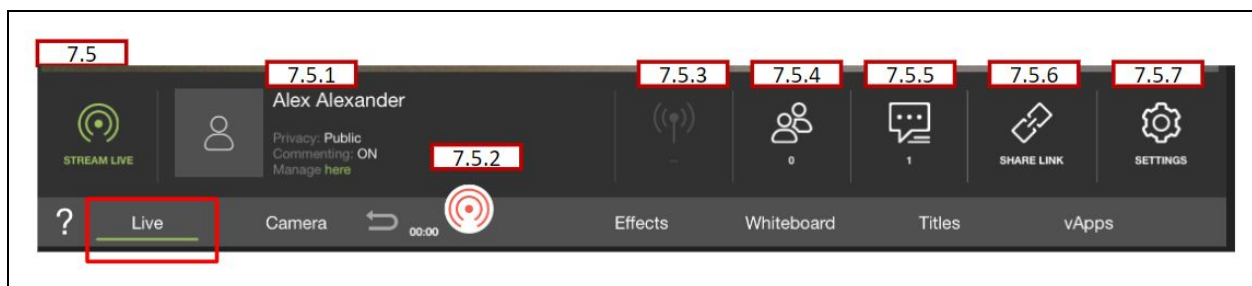 7.5
7.5.1
7.5.3
7.5.4
7.5.5
7.5.6
7.5.7
Alex Alexander
Privacy: Public
Commenting: ON
Manage here
7.5.2
STREAM LIVE
--
0
1
SHARE LINK
SETTINGS
? Live Camera 00:00 Effects Whiteboard Titles vApps